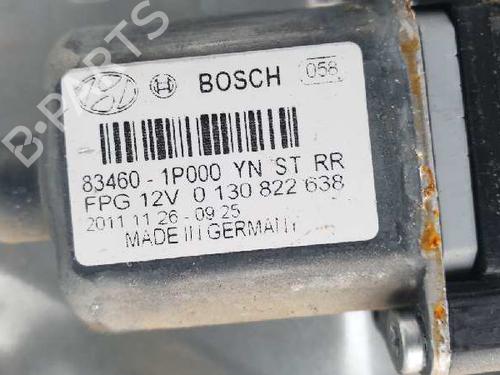 BOSCH 058
83460-1P000 YN ST RR
FPG 12V 0 130 822 638
2011 11 26 - 09 25
MADE IN GERMANY
B-PARTS